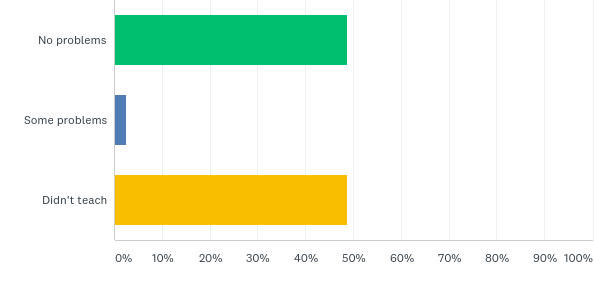 No problems
Some problems
Didn't teach
0% 10% 20% 30% 40% 50% 60% 70% 80% 90% 100%